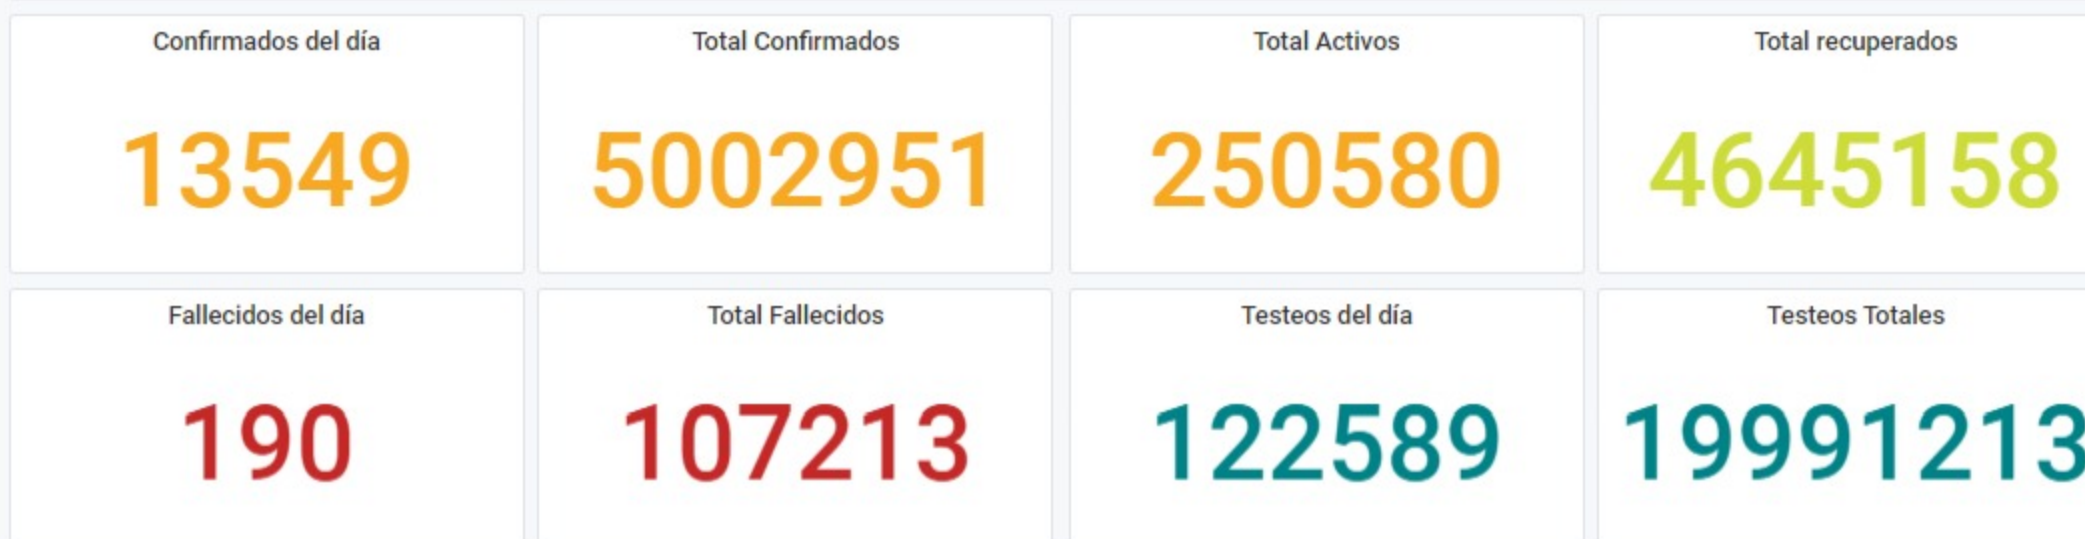 Confirmados del día
13549
Total Confirmados
5002951
Total Activos
250580
Total recuperados
4645158
Fallecidos del día
190
Total Fallecidos
107213
Testeos del día
122589
Testeos Totales
19991213